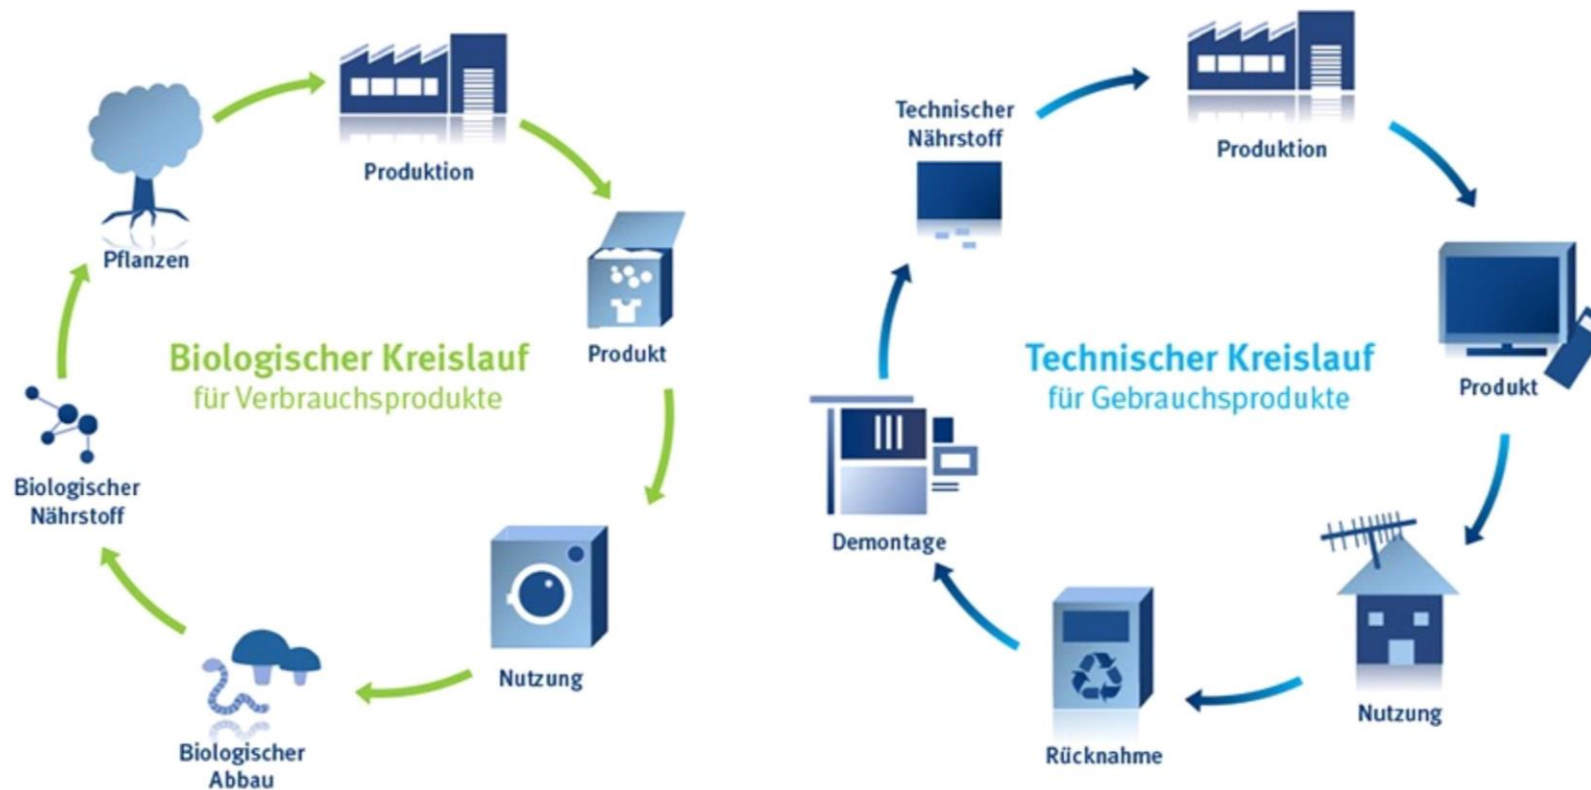 Produktion
Produkt
Nutzung
Biologischer
Abbau
Biologischer
Nährstoff
Pflanzen
Biologischer Kreislauf
für Verbrauchsprodukte
Produktion
Produkt
Nutzung
Rücknahme
Demontage
Technischer
Nährstoff
Technischer Kreislauf
für Gebrauchsprodukte